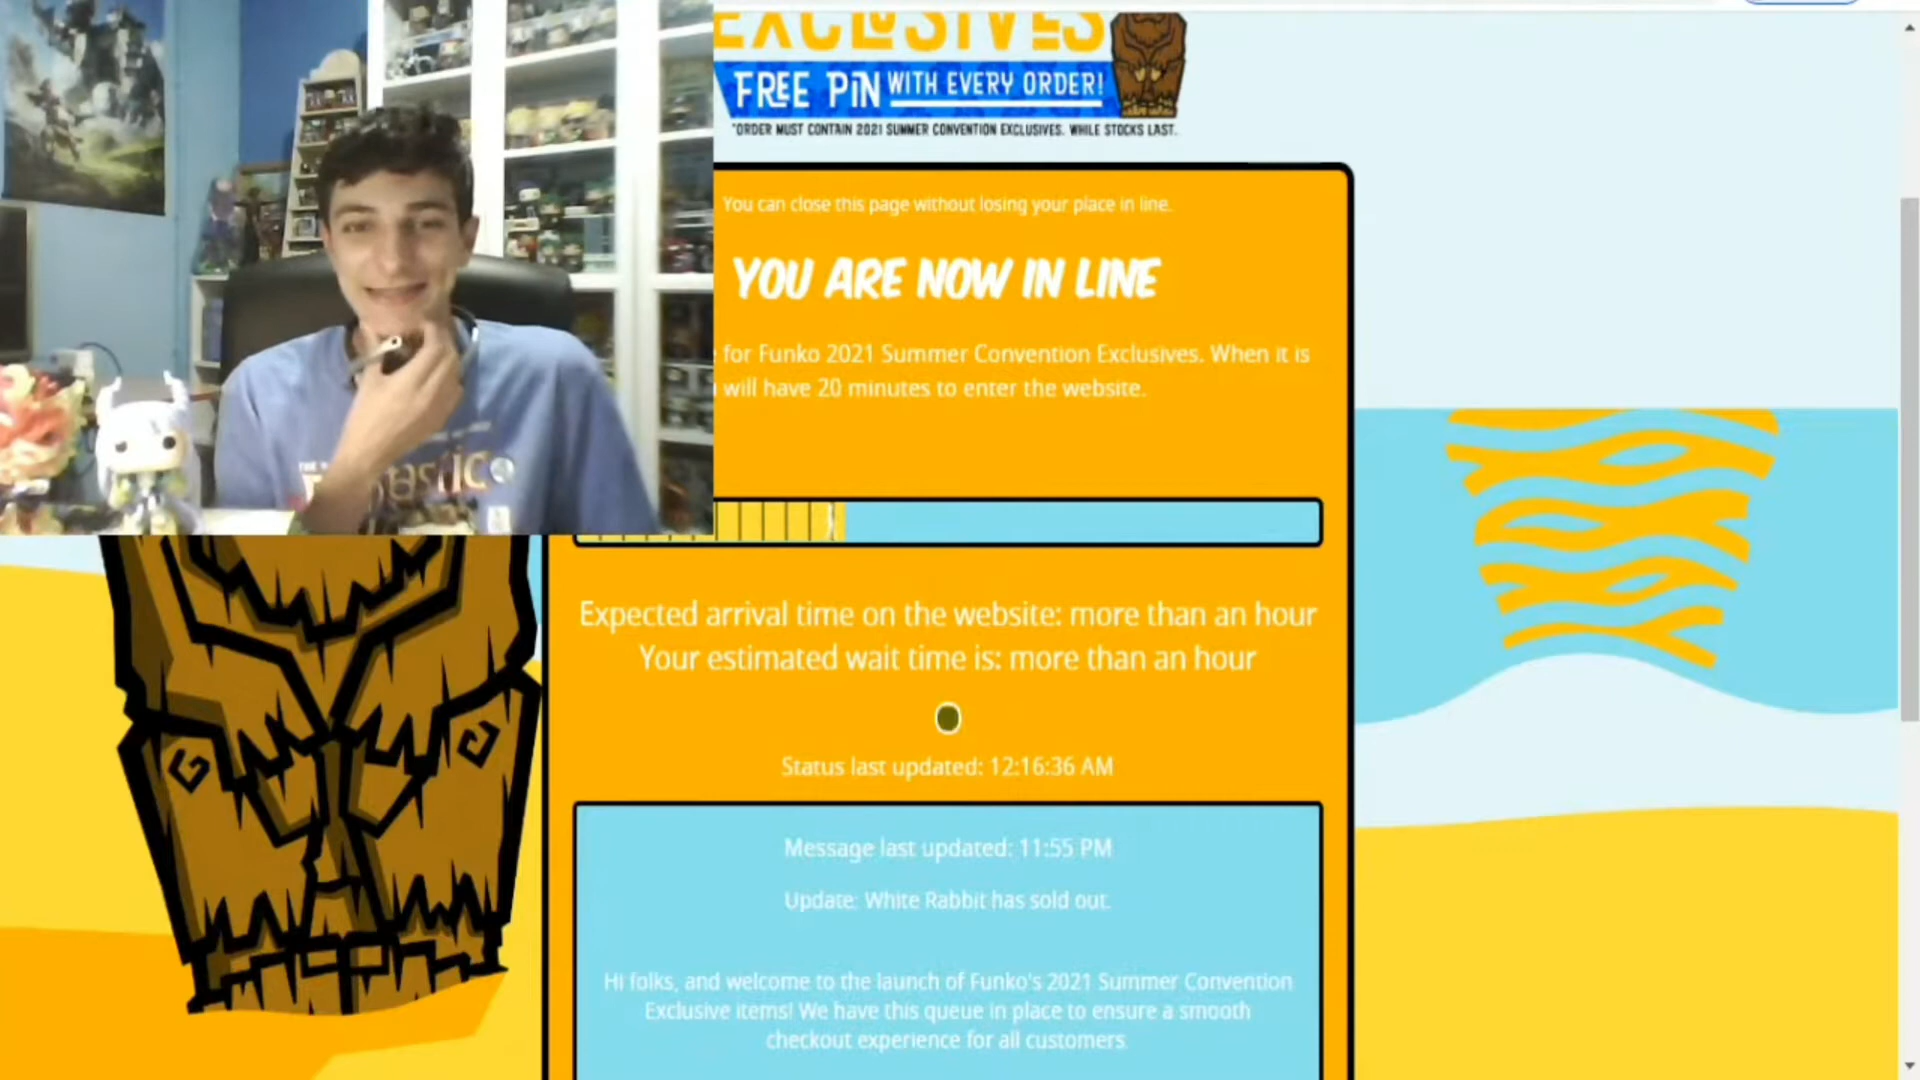 EXCLUSIVES
FREE PIN WITH EVERY ORDER!
*ORDER MUST CONTAIN 2021 SUMMER CONVENTION EXCLUSIVES. WHILE STOCKS LAST.
You can close this page without losing your place in line.
YOU ARE NOW IN LINE
for Funko 2021 Summer Convention Exclusives. When it is
will have 20 minutes to enter the website.
Expected arrival time on the website: more than an hour
Your estimated wait time is: more than an hour
Status last updated: 12:16:36 AM
Message last updated: 11:55 PM
Update: White Rabbit has sold out.
Hi folks, and welcome to the launch of Funko's 2021 Summer Convention
Exclusive items! We have this queue in place to ensure a smooth
checkout experience for all customers